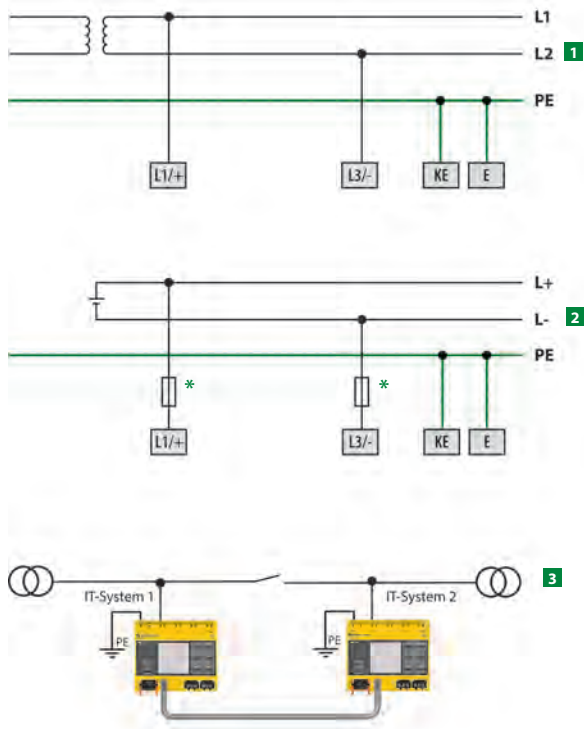 L1
L2 1
PE
L1/+ L3/- KE E
L+
L- 2
PE
* *
L1/+ L3/- KE E
3
IT-System 1 IT-System 2
PE PE